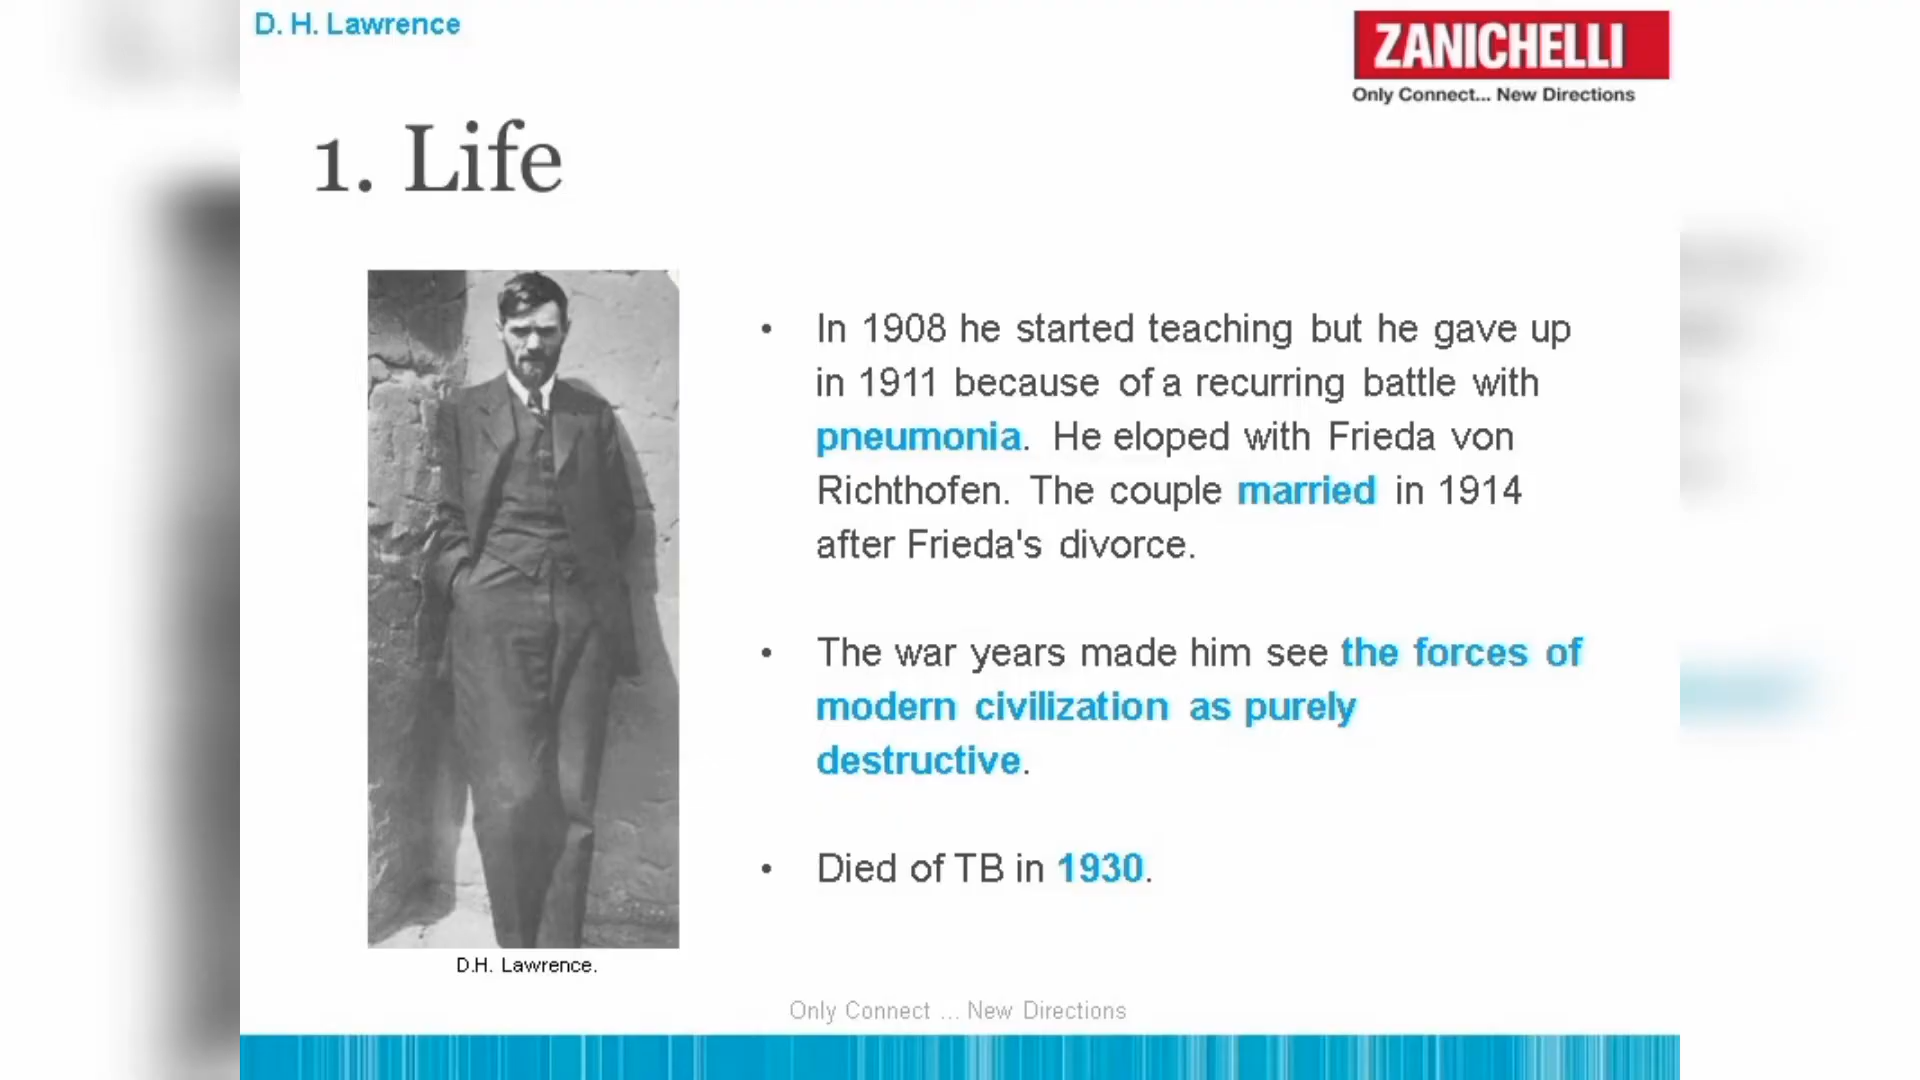 D. H. Lawrence
ZANICHELLI
Only Connect... New Directions
1. Life
• In 1908 he started teaching but he gave up
in 1911 because of a recurring battle with
pneumonia. He eloped with Frieda von
Richthofen. The couple married in 1914
after Frieda's divorce.
• The war years made him see the forces of
modern civilization as purely
destructive.
• Died of TB in 1930.
D.H. Lawrence.
Only Connect ... New Directions